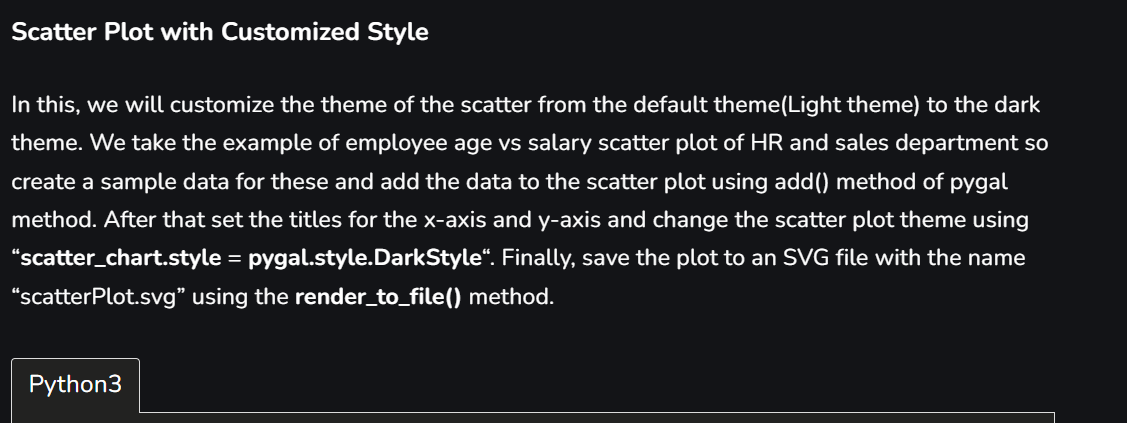 Scatter Plot with Customized Style
In this, we will customize the theme of the scatter from the default theme(Light theme) to the dark
theme. We take the example of employee age vs salary scatter plot of HR and sales department so
create a sample data for these and add the data to the scatter plot using add() method of pygal
method. After that set the titles for the x-axis and y-axis and change the scatter plot theme using
“scatter_chart.style = pygal.style.DarkStyle“. Finally, save the plot to an SVG file with the name
“scatterPlot.svg” using the render_to_file() method.
Python3